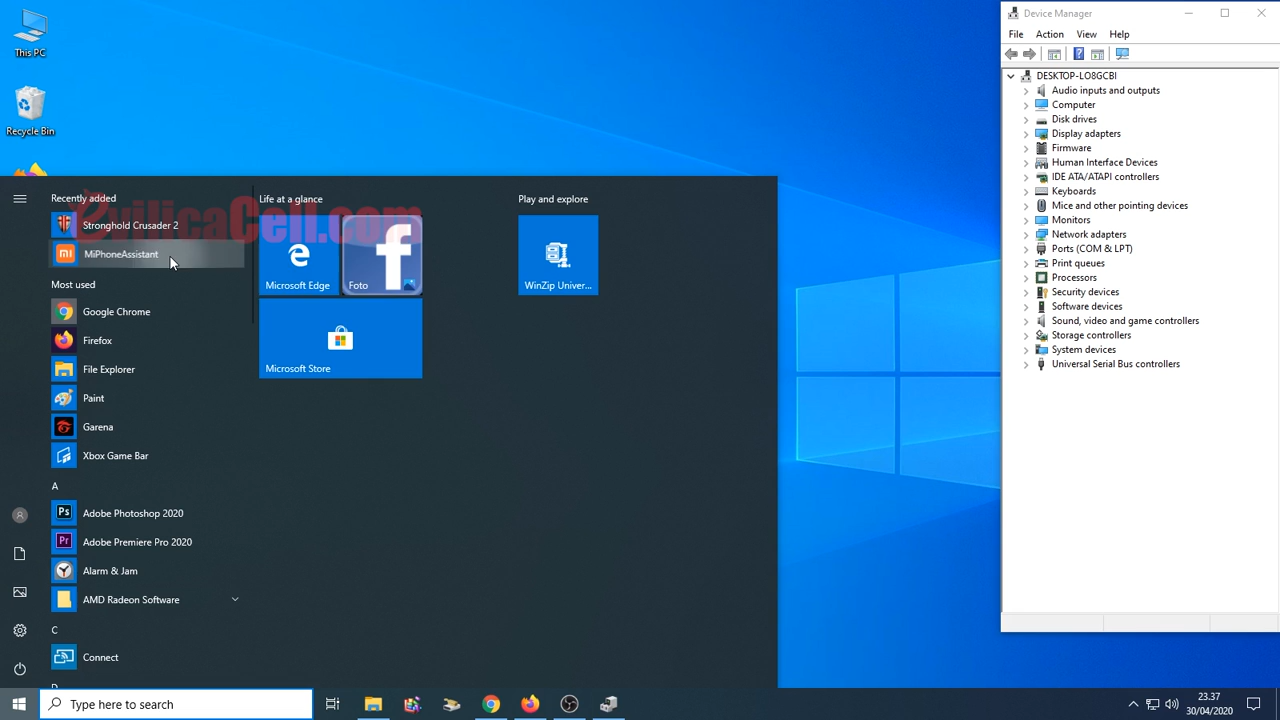 This PC
Recycle Bin
Recently added
Stronghold Crusader 2
MiPhoneAssistant
Most used
Google Chrome
Firefox
File Explorer
Paint
Garena
Xbox Game Bar
A
Adobe Photoshop 2020
Adobe Premiere Pro 2020
Alarm & Jam
AMD Radeon Software
C
Connect
Life at a glance
Microsoft Edge
Foto
Microsoft Store
Play and explore
WinZip Univer...
Type here to search
Device Manager
File Action View Help
DESKTOP-LO8GCBI
Audio inputs and outputs
Computer
Disk drives
Display adapters
Firmware
Human Interface Devices
IDE ATA/ATAPI controllers
Keyboards
Mice and other pointing devices
Monitors
Network adapters
Ports (COM & LPT)
Print queues
Processors
Security devices
Software devices
Sound, video and game controllers
Storage controllers
System devices
Universal Serial Bus controllers
23.37
30/04/2020